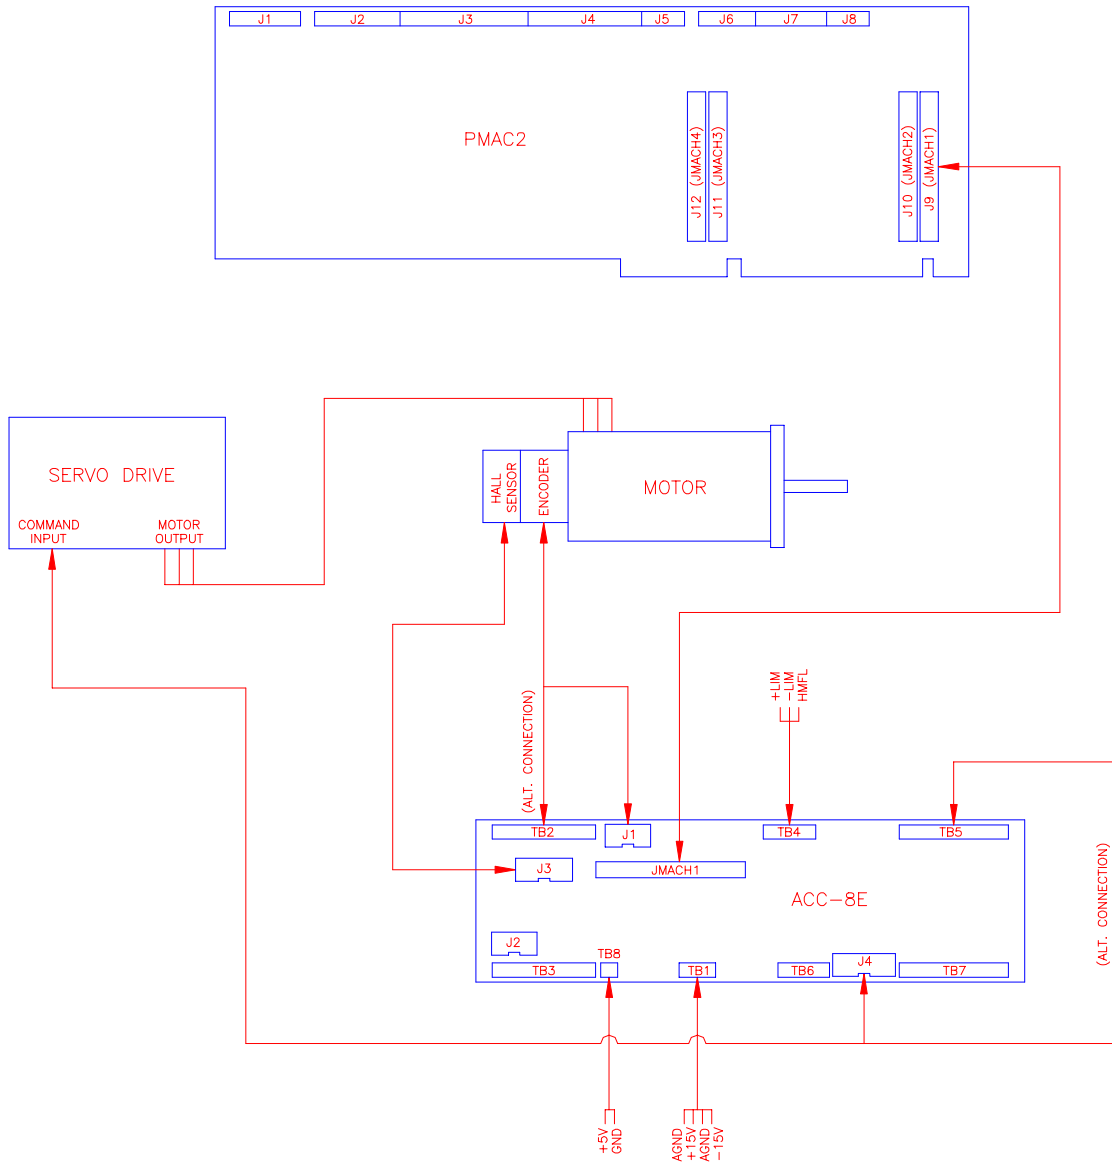 J1
J2
J3
J4
J5
J6
J7
J8
PMAC2
J12 (JMACH4)
J11 (JMACH3)
J10 (JMACH2)
J9 (JMACH1)
SERVO DRIVE
COMMAND
INPUT
MOTOR
OUTPUT
HALL
SENSOR
ENCODER
MOTOR
(ALT. CONNECTION)
+LIM
-LIM
HMFL
TB2
J1
TB4
TB5
J3
JMACH1
ACC-8E
(ALT. CONNECTION)
J2
TB8
TB3
TB1
TB6
J4
TB7
+5V
GND
AGND
+15V
AGND
-15V